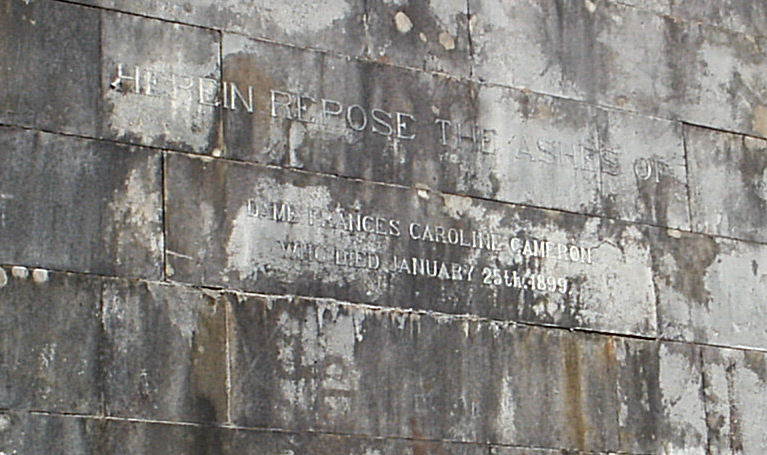 HEREIN REPOSE THE ASHES OF
DAME FRANCES CAROLINE CAMERON
WHO DIED JANUARY 25th. 1899.